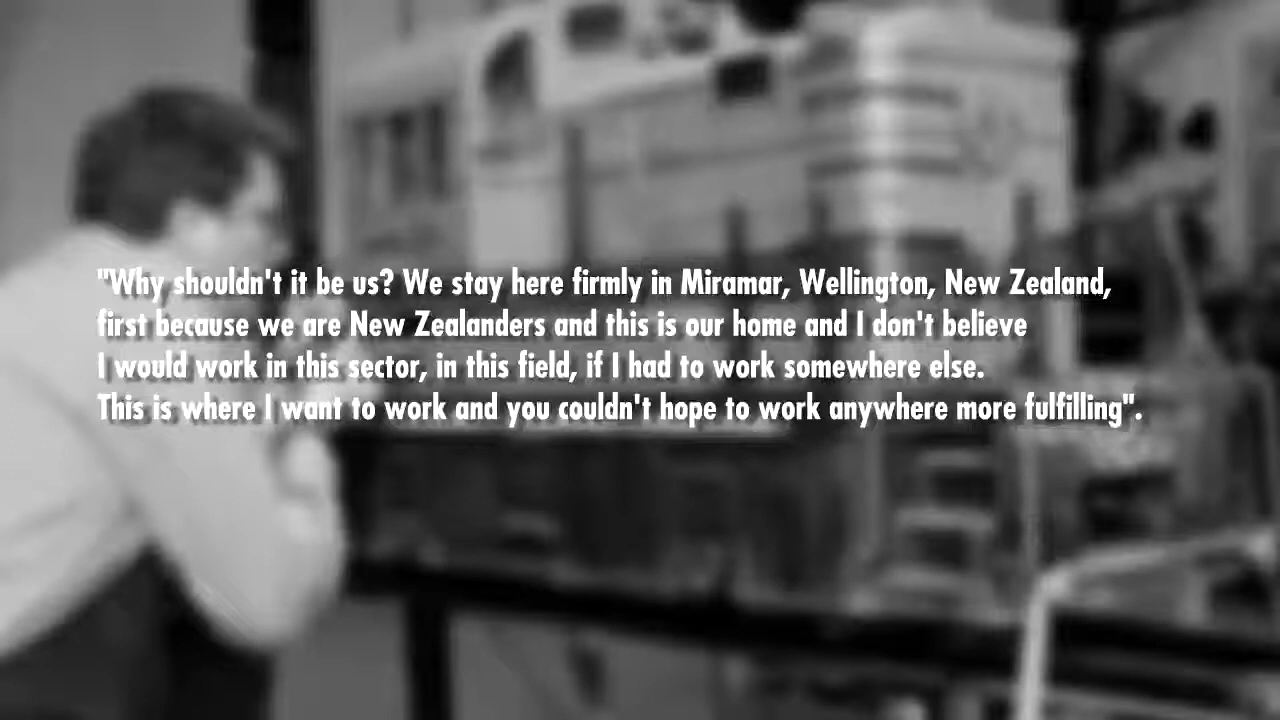 "Why shouldn't it be us? We stay here firmly in Miramar, Wellington, New Zealand,
first because we are New Zealanders and this is our home and I don't believe
I would work in this sector, in this field, if I had to work somewhere else.
This is where I want to work and you couldn't hope to work anywhere more fulfilling".